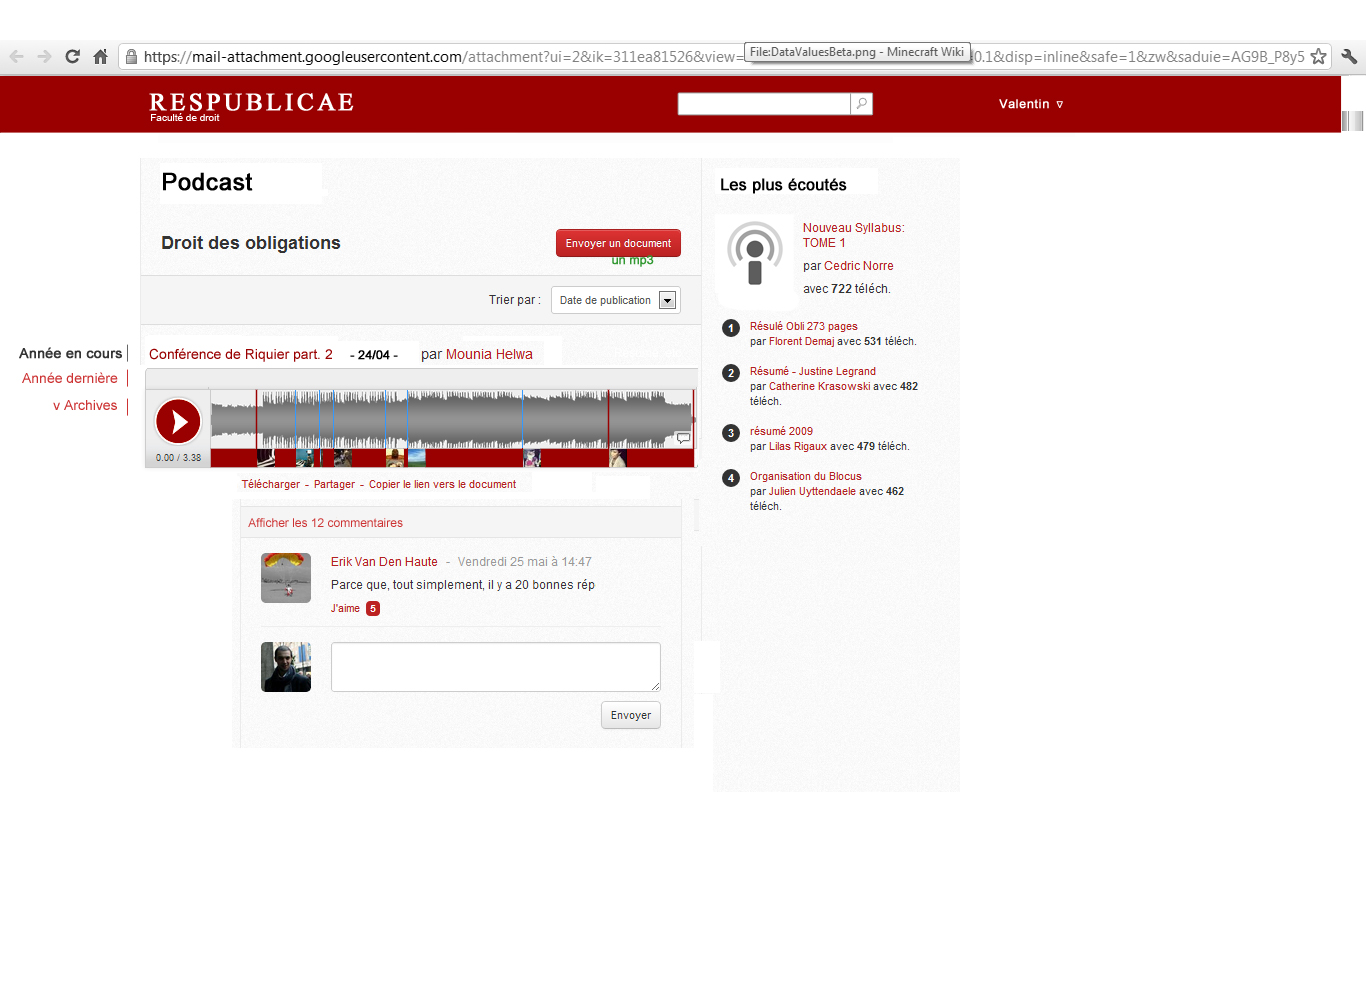 https://mail-attachment.googleusercontent.com/attachment?ui=2&ik=311ea81526&view= File:DataValuesBeta.png - Minecraft Wiki 0.1&disp=inline&safe=1&zw&saduie=AG9B_P8y5
RESPUBLICAE
Faculté de droit
Valentin
Podcast
Droit des obligations
Envoyer un document
un mp3
Trier par :
Date de publication
Année en cours
Année dernière
v Archives
Conférence de Riquier part. 2 - 24/04 - par Mounia Helwa
0.00 / 3.38
Télécharger - Partager - Copier le lien vers le document
Afficher les 12 commentaires
Erik Van Den Haute - Vendredi 25 mai à 14:47
Parce que, tout simplement, il y a 20 bonnes rép
J'aime 5
Envoyer
Les plus écoutés
Nouveau Syllabus:
TOME 1
par Cedric Norre
avec 722 téléch.
1 Résulé Obli 273 pages
par Florent Demaj avec 531 téléch.
2 Résumé - Justine Legrand
par Catherine Krasowski avec 482
téléch.
3 résumé 2009
par Lilas Rigaux avec 479 téléch.
4 Organisation du Blocus
par Julien Uyttendaele avec 462
téléch.